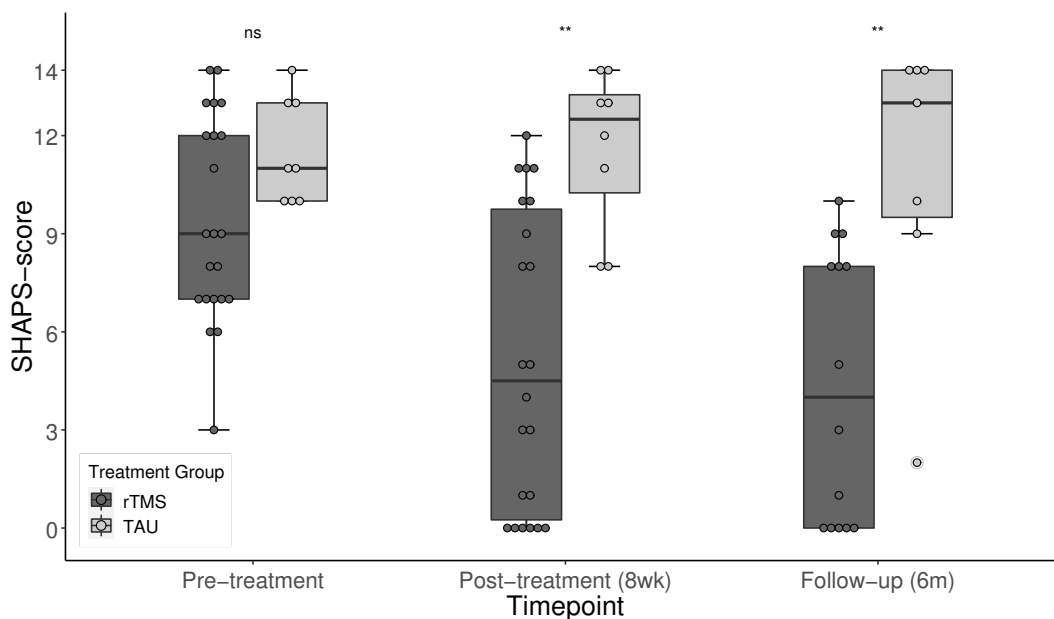 ns
**
**
14
12
9
6
3
0
SHAPS-score
Treatment Group
rTMS
TAU
Pre-treatment
Post-treatment (8wk)
Follow-up (6m)
Timepoint